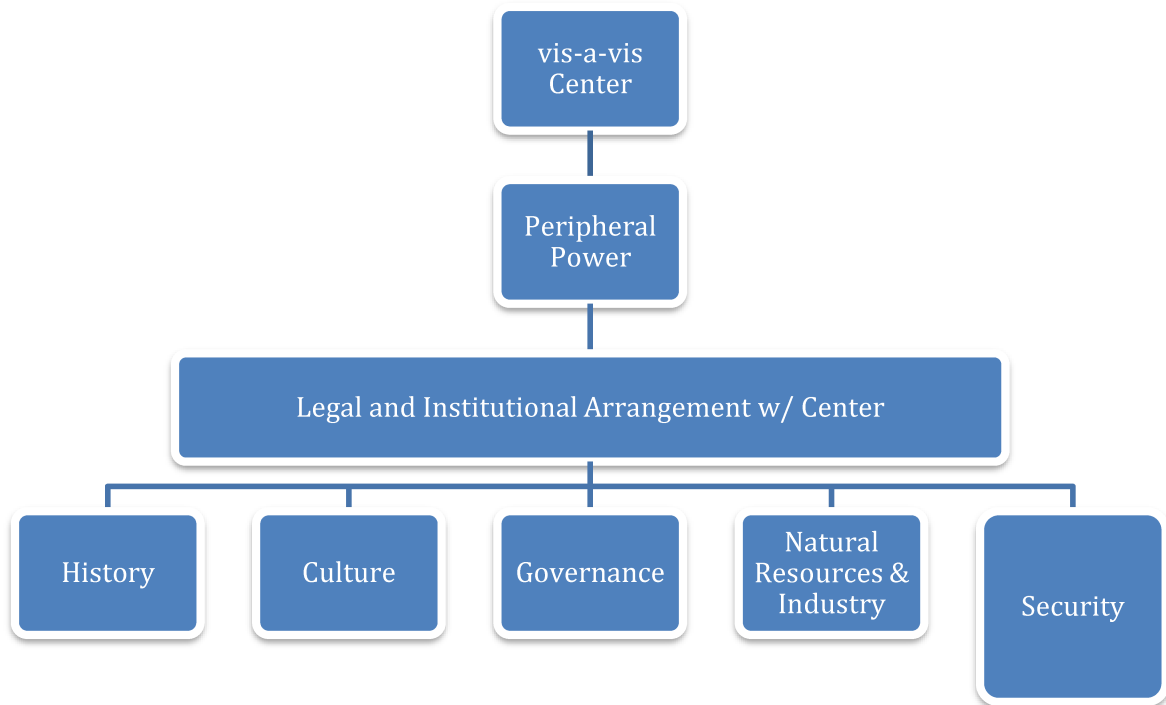 vis-a-vis
Center
Peripheral
Power
Legal and Institutional Arrangement w/ Center
History
Culture
Governance
Natural
Resources &
Industry
Security